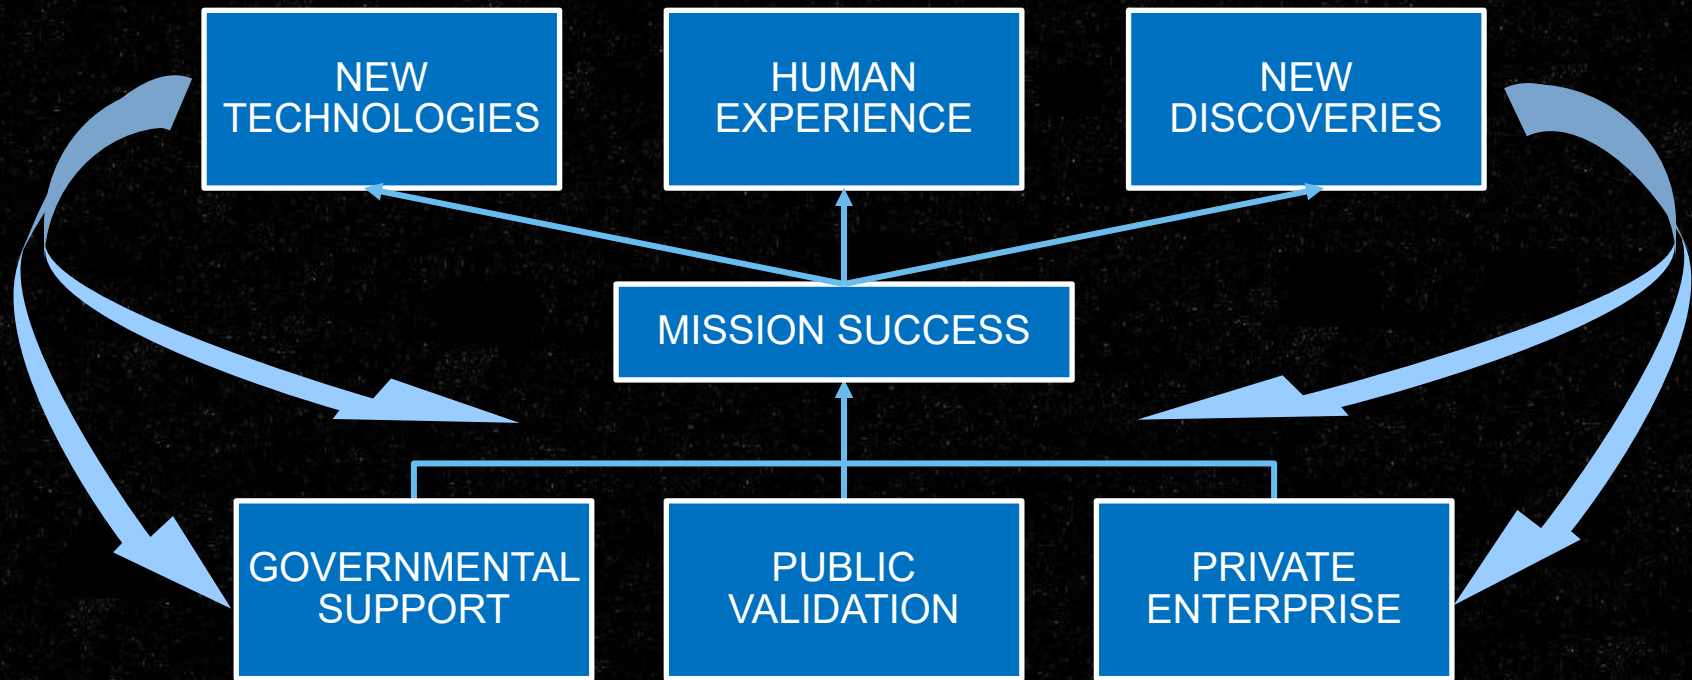 NEW
TECHNOLOGIES
HUMAN
EXPERIENCE
NEW
DISCOVERIES
MISSION SUCCESS
GOVERNMENTAL
SUPPORT
PUBLIC
VALIDATION
PRIVATE
ENTERPRISE